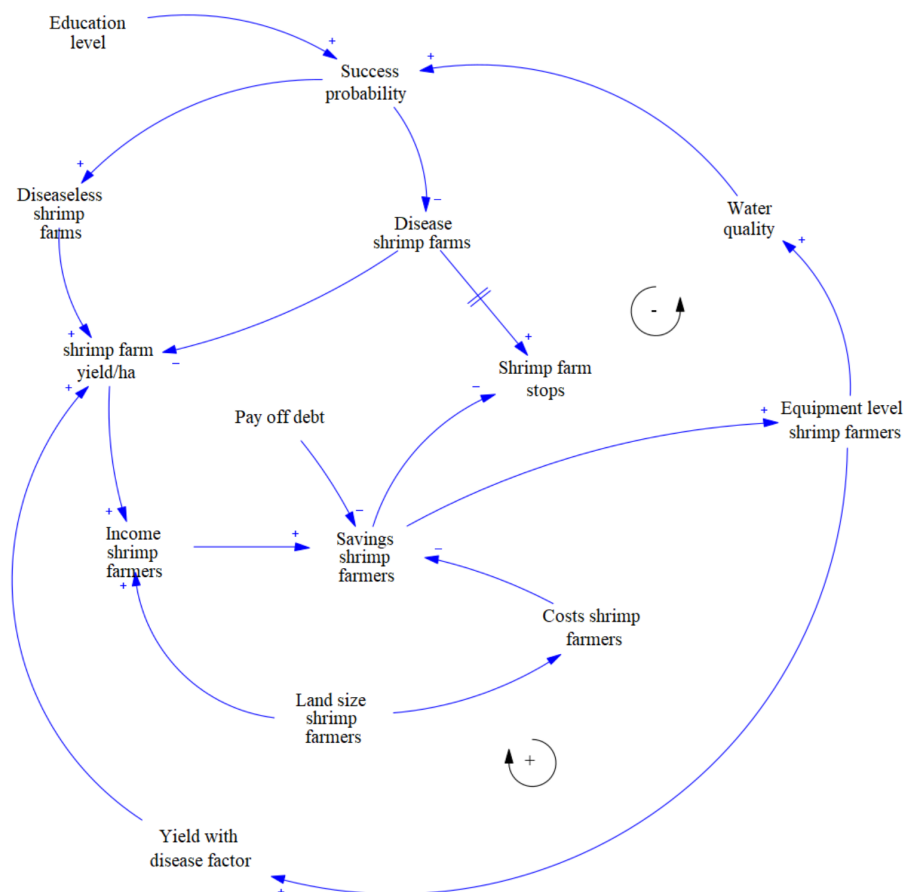 Education
level
+
+
Success
probability
+
Diseaseless
shrimp
farms
–
Disease
shrimp farms
Water
quality
+
-
+
shrimp farm
yield/ha
–
+
+
Shrimp farm
stops
–
Pay off debt
+
Equipment level
shrimp farmers
+
Income
shrimp
farmers
+
+
–
Savings
shrimp
farmers
–
Costs shrimp
farmers
Land size
shrimp
farmers
+
Yield with
disease factor
+